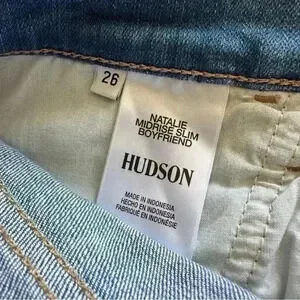 26
NATALIE
MIDRISE SLIM
BOYFRIEND
HUDSON
MADE IN INDONESIA
HECHO EN INDONESIA
FABRIQUÉ EN INDONÉSIE